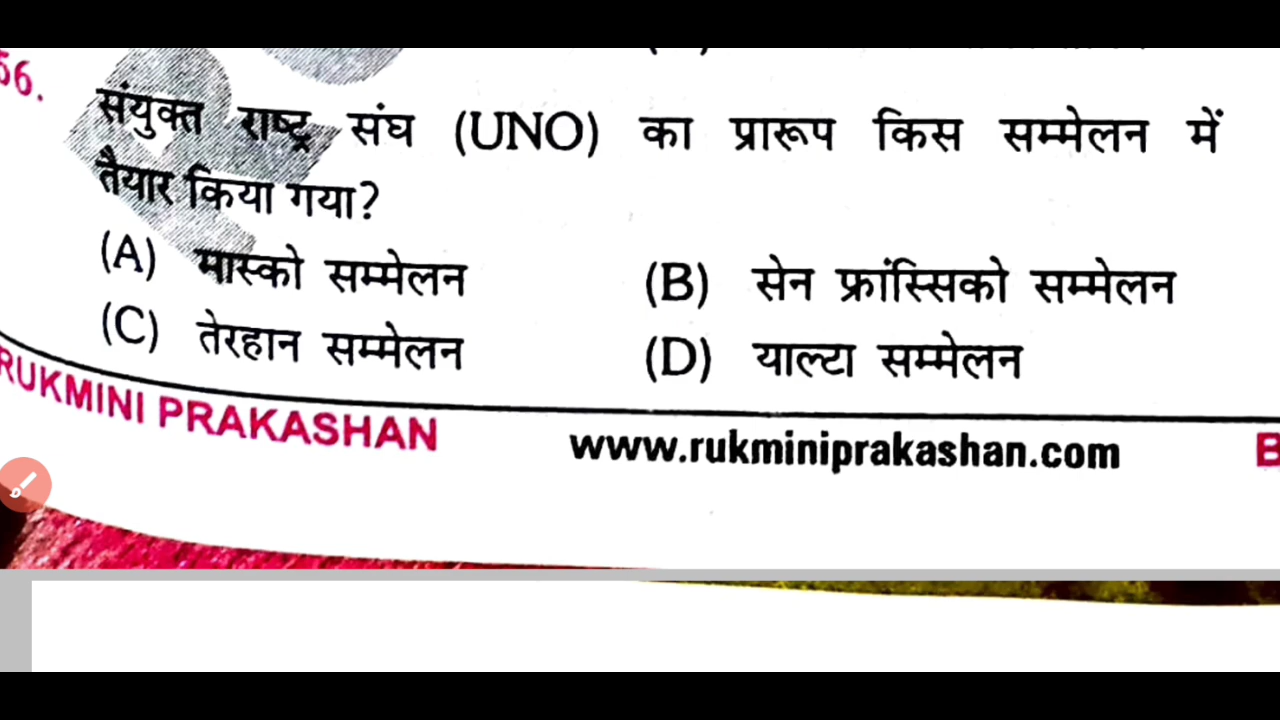 56.
संयुक्त राष्ट्र संघ (UNO) का प्रारूप किस सम्मेलन में
तैयार किया गया?
(A) मास्को सम्मेलन (B) सेन फ्रांस्सिको सम्मेलन
(C) तेरहान सम्मेलन (D) याल्टा सम्मेलन
RUKMINI PRAKASHAN www.rukminiprakashan.com